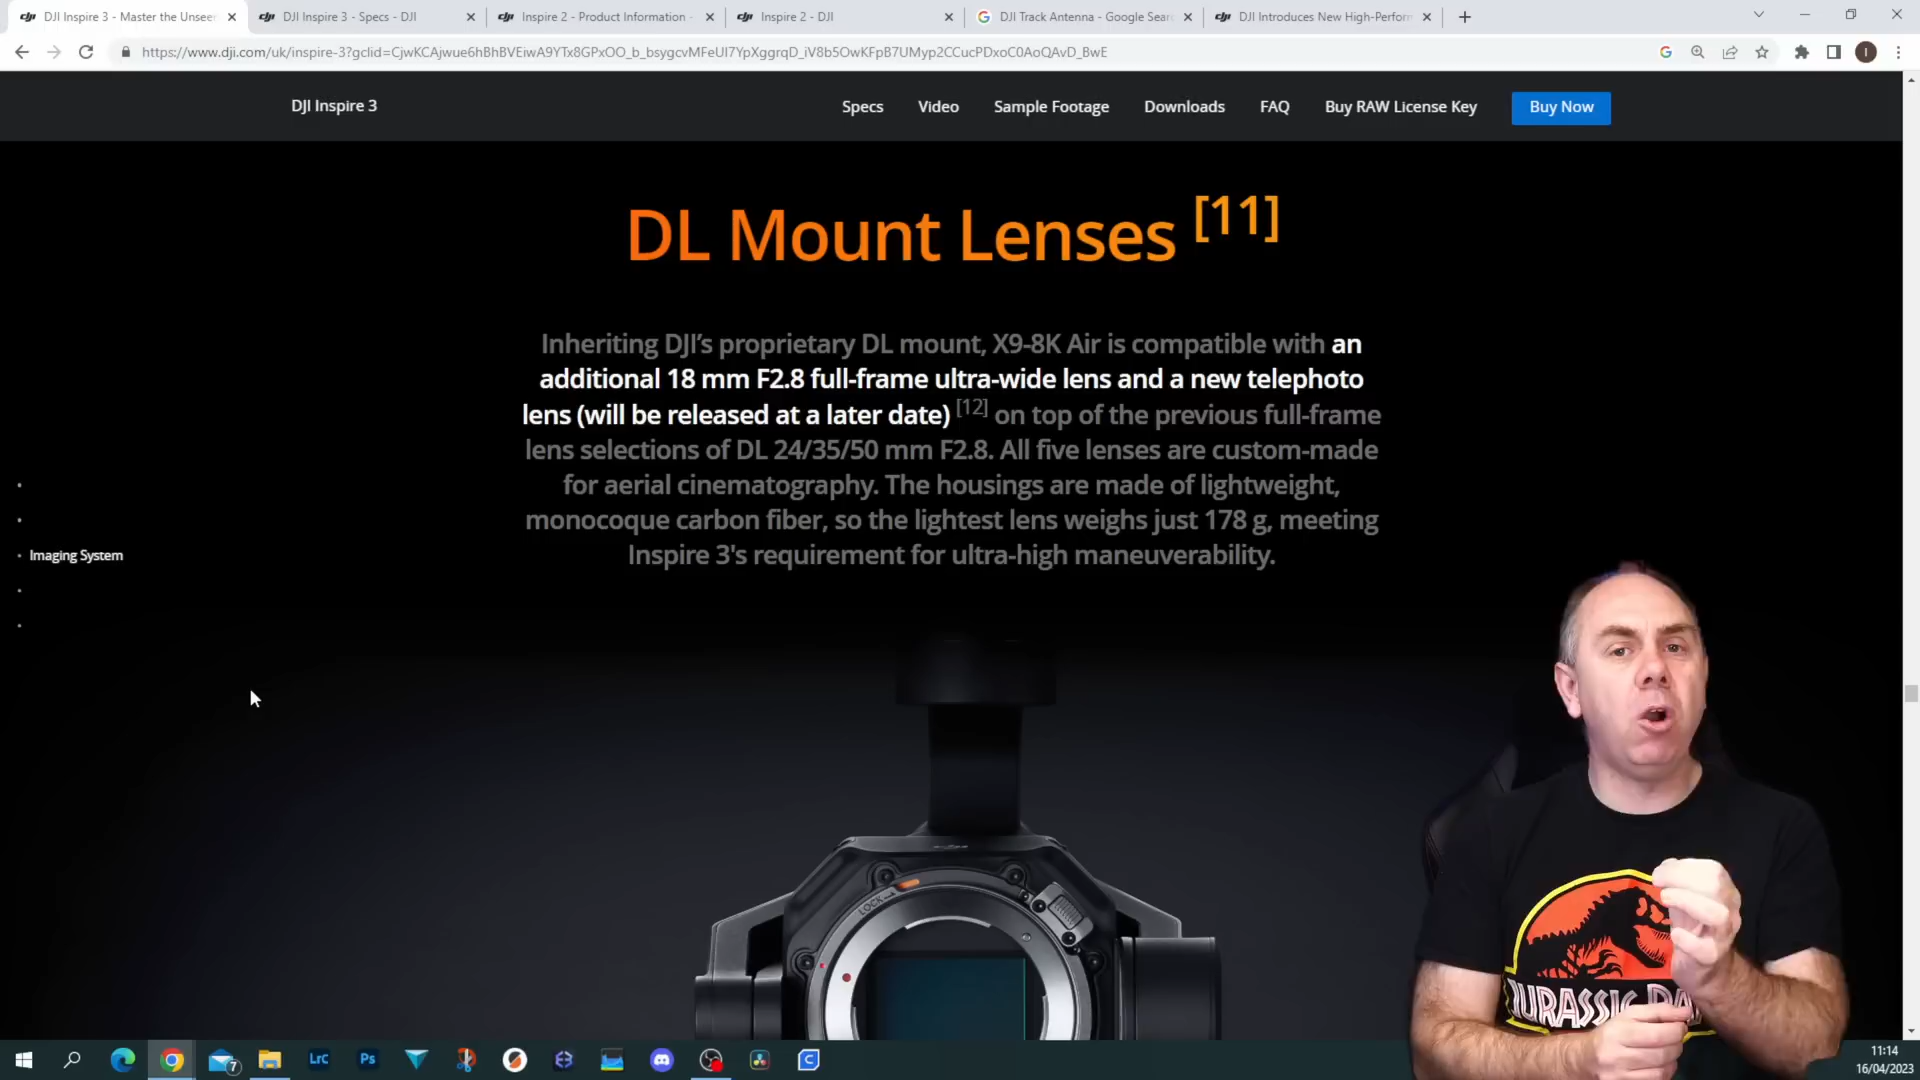 DJI Inspire 3 - Master the Unseen
DJI Inspire 3 - Specs - DJI
Inspire 2 - Product Information -
Inspire 2 - DJI
DJI Track Antenna - Google Sear
DJI Introduces New High-Perform
https://www.dji.com/uk/inspire-3?gclid=CjwKCAjwue6hBhBVEiwA9YTx8GPxOO_b_bsygcvMFeUI7YpXggrqD_iV8b5OwKFpB7UMyp2CCucPDxoC0AoQAvD_BwE
I
DJI Inspire 3
Specs
Video
Sample Footage
Downloads
FAQ
Buy RAW License Key
Buy Now
DL Mount Lenses [11]
Inheriting DJI's proprietary DL mount, X9-8K Air is compatible with an
additional 18 mm F2.8 full-frame ultra-wide lens and a new telephoto
lens (will be released at a later date) [12] on top of the previous full-frame
lens selections of DL 24/35/50 mm F2.8. All five lenses are custom-made
for aerial cinematography. The housings are made of lightweight,
monocoque carbon fiber, so the lightest lens weighs just 178 g, meeting
Inspire 3's requirement for ultra-high maneuverability.
Imaging System
LOCK
JURASSIC PA
7
Lrc
Ps
C
11:14
16/04/2023